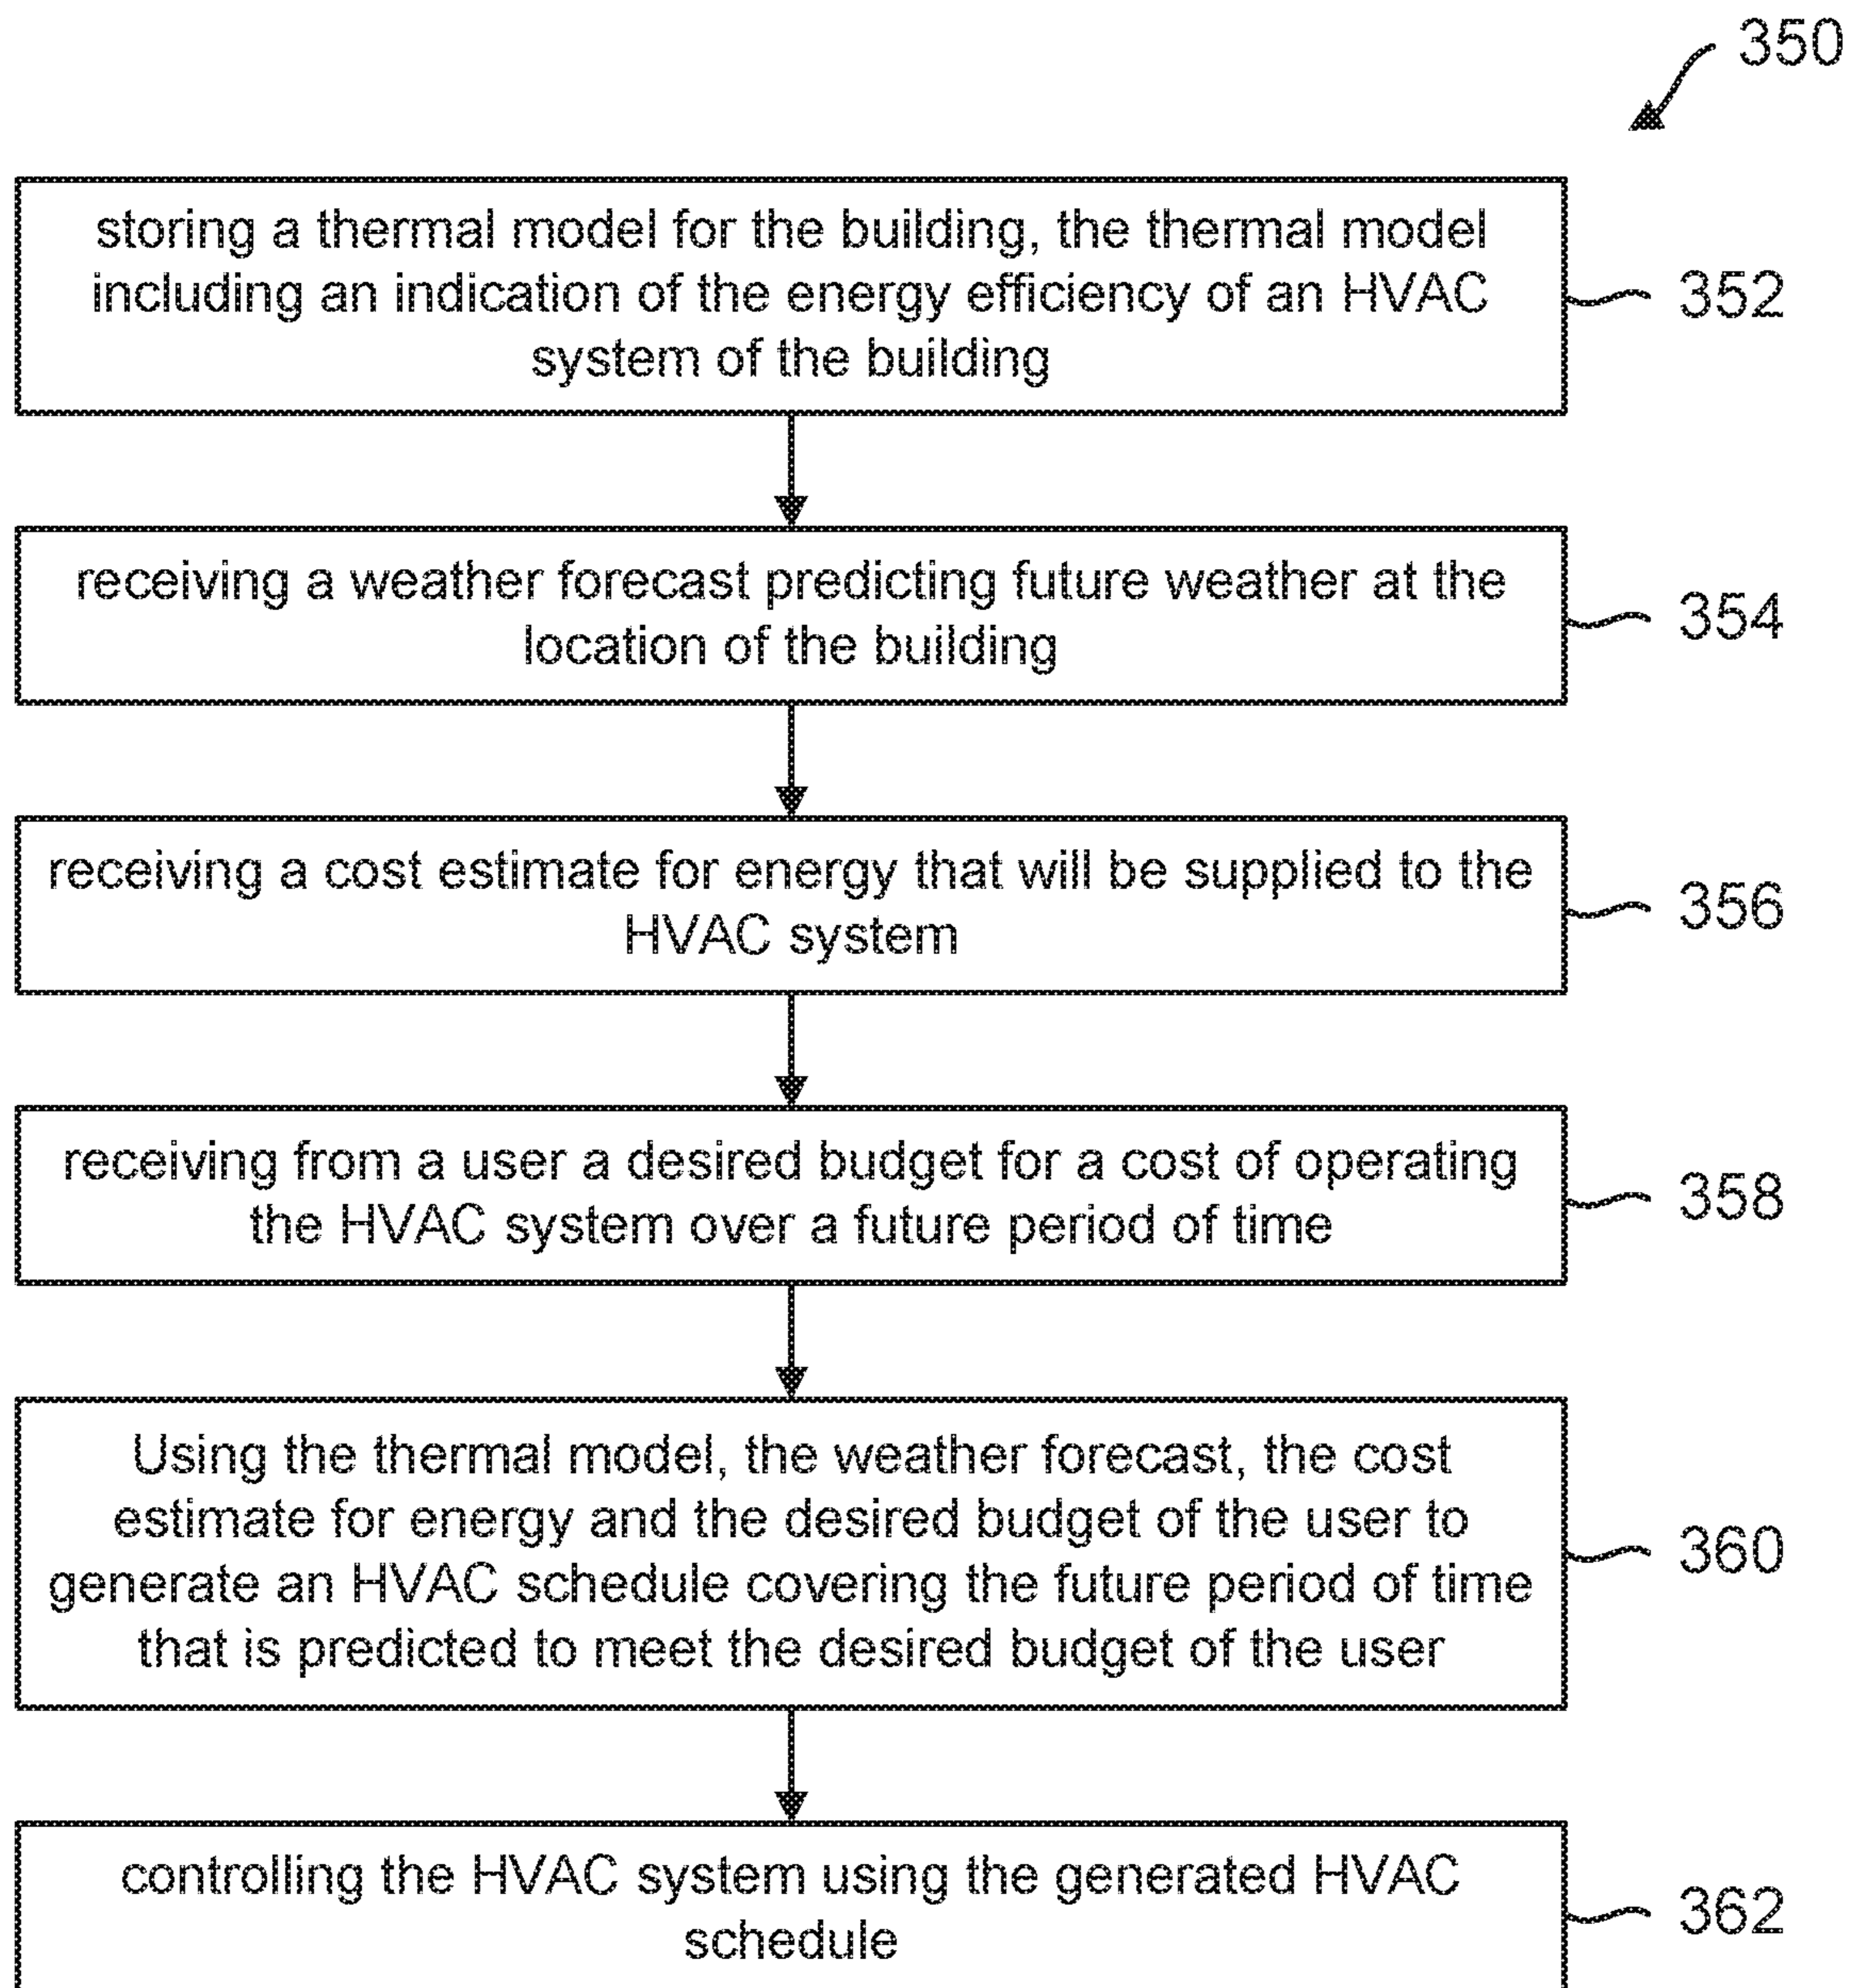 350
storing a thermal model for the building, the thermal model
including an indication of the energy efficiency of an HVAC
system of the building
352
receiving a weather forecast predicting future weather at the
location of the building
354
receiving a cost estimate for energy that will be supplied to the
HVAC system
356
receiving from a user a desired budget for a cost of operating
the HVAC system over a future period of time
358
Using the thermal model, the weather forecast, the cost
estimate for energy and the desired budget of the user to
generate an HVAC schedule covering the future period of time
that is predicted to meet the desired budget of the user
360
controlling the HVAC system using the generated HVAC
schedule
362